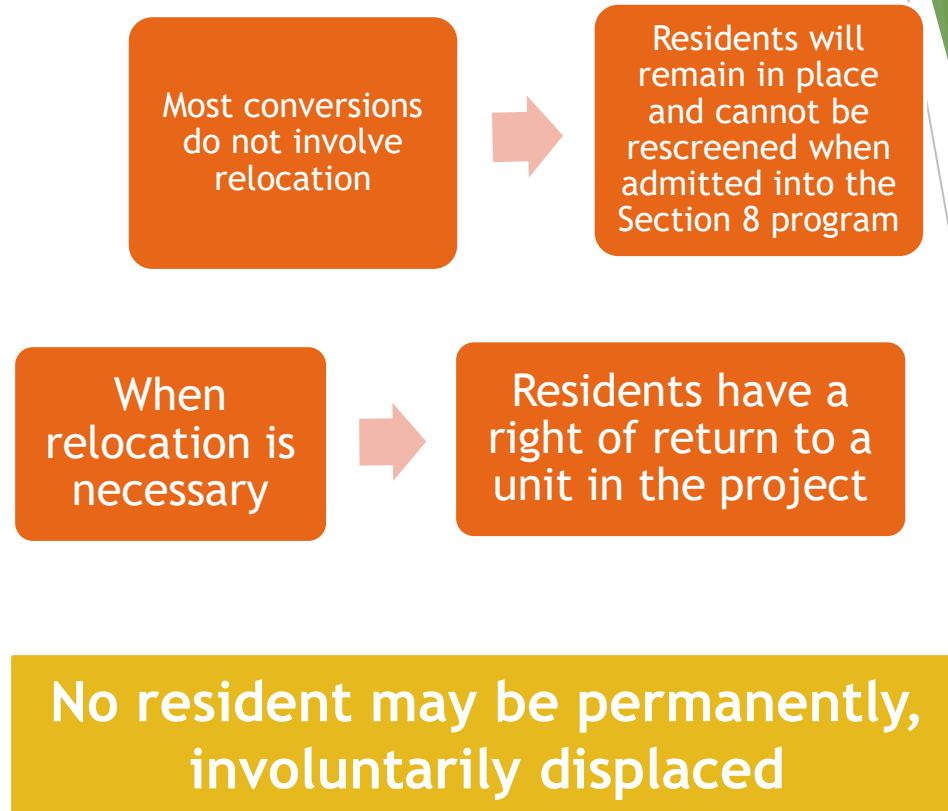 Most conversions
do not involve
relocation
Residents will
remain in place
and cannot be
rescreened when
admitted into the
Section 8 program
When
relocation is
necessary
Residents have a
right of return to a
unit in the project
No resident may be permanently,
involuntarily displaced